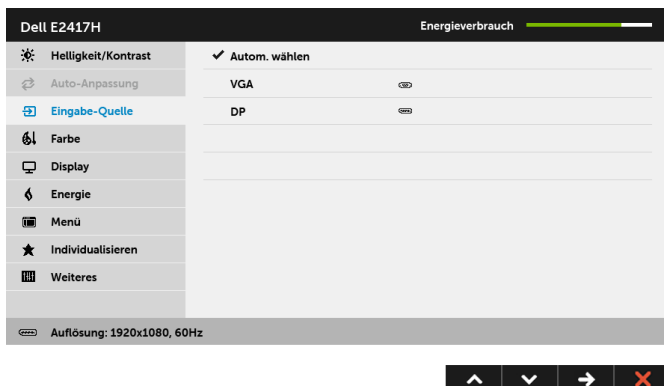 Dell E2417H Energieverbrauch
Helligkeit/Kontrast Autom. wählen
Auto-Anpassung VGA
Eingabe-Quelle DP
Farbe
Display
Energie
Menü
Individualisieren
Weiteres
Auflösung: 1920x1080, 60Hz